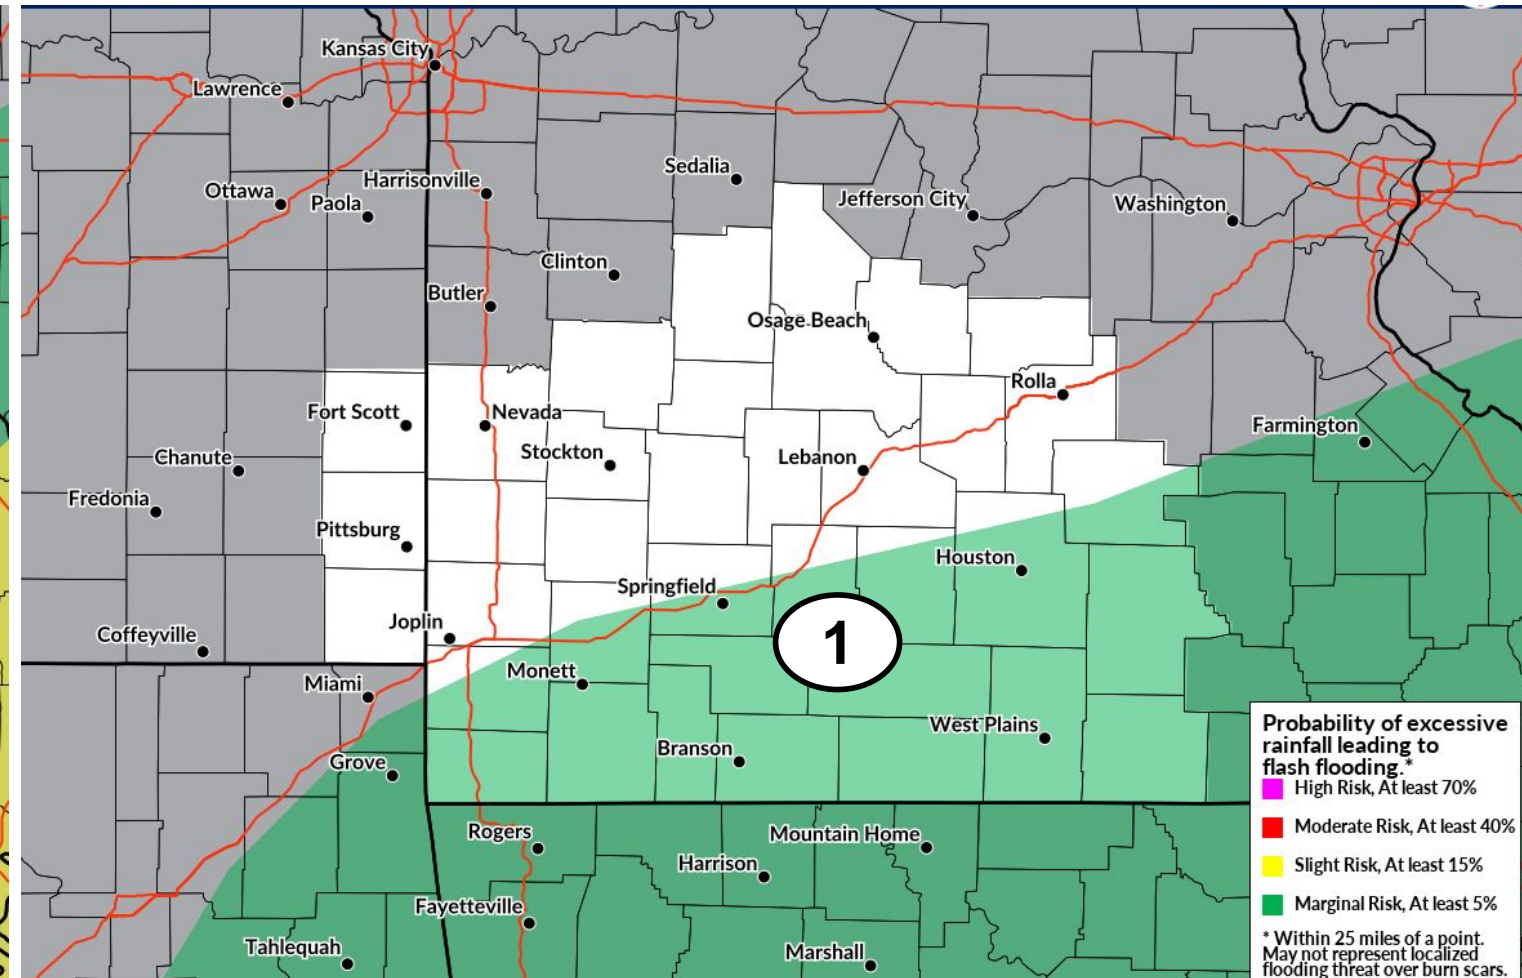 Kansas City
Lawrence
Sedalia
Harrisonville
Ottawa
Paola
Jefferson City
Washington
Clinton
Butler
Osage Beach
Rolla
Fort Scott
Nevada
Farmington
Stockton
Chanute
Lebanon
Fredonia
Pittsburg
Houston
Springfield
Joplin
Coffeyville
1
Monett
Miami
West Plains
Branson
Grove
Rogers
Mountain Home
Harrison
Fayetteville
Tahlequah
Marshall
Probability of excessive
rainfall leading to
flash flooding.*
High Risk, At least 70%
Moderate Risk, At least 40%
Slight Risk, At least 15%
Marginal Risk, At least 5%
* Within 25 miles of a point.
May not represent localized
flooding threat over burn scars.